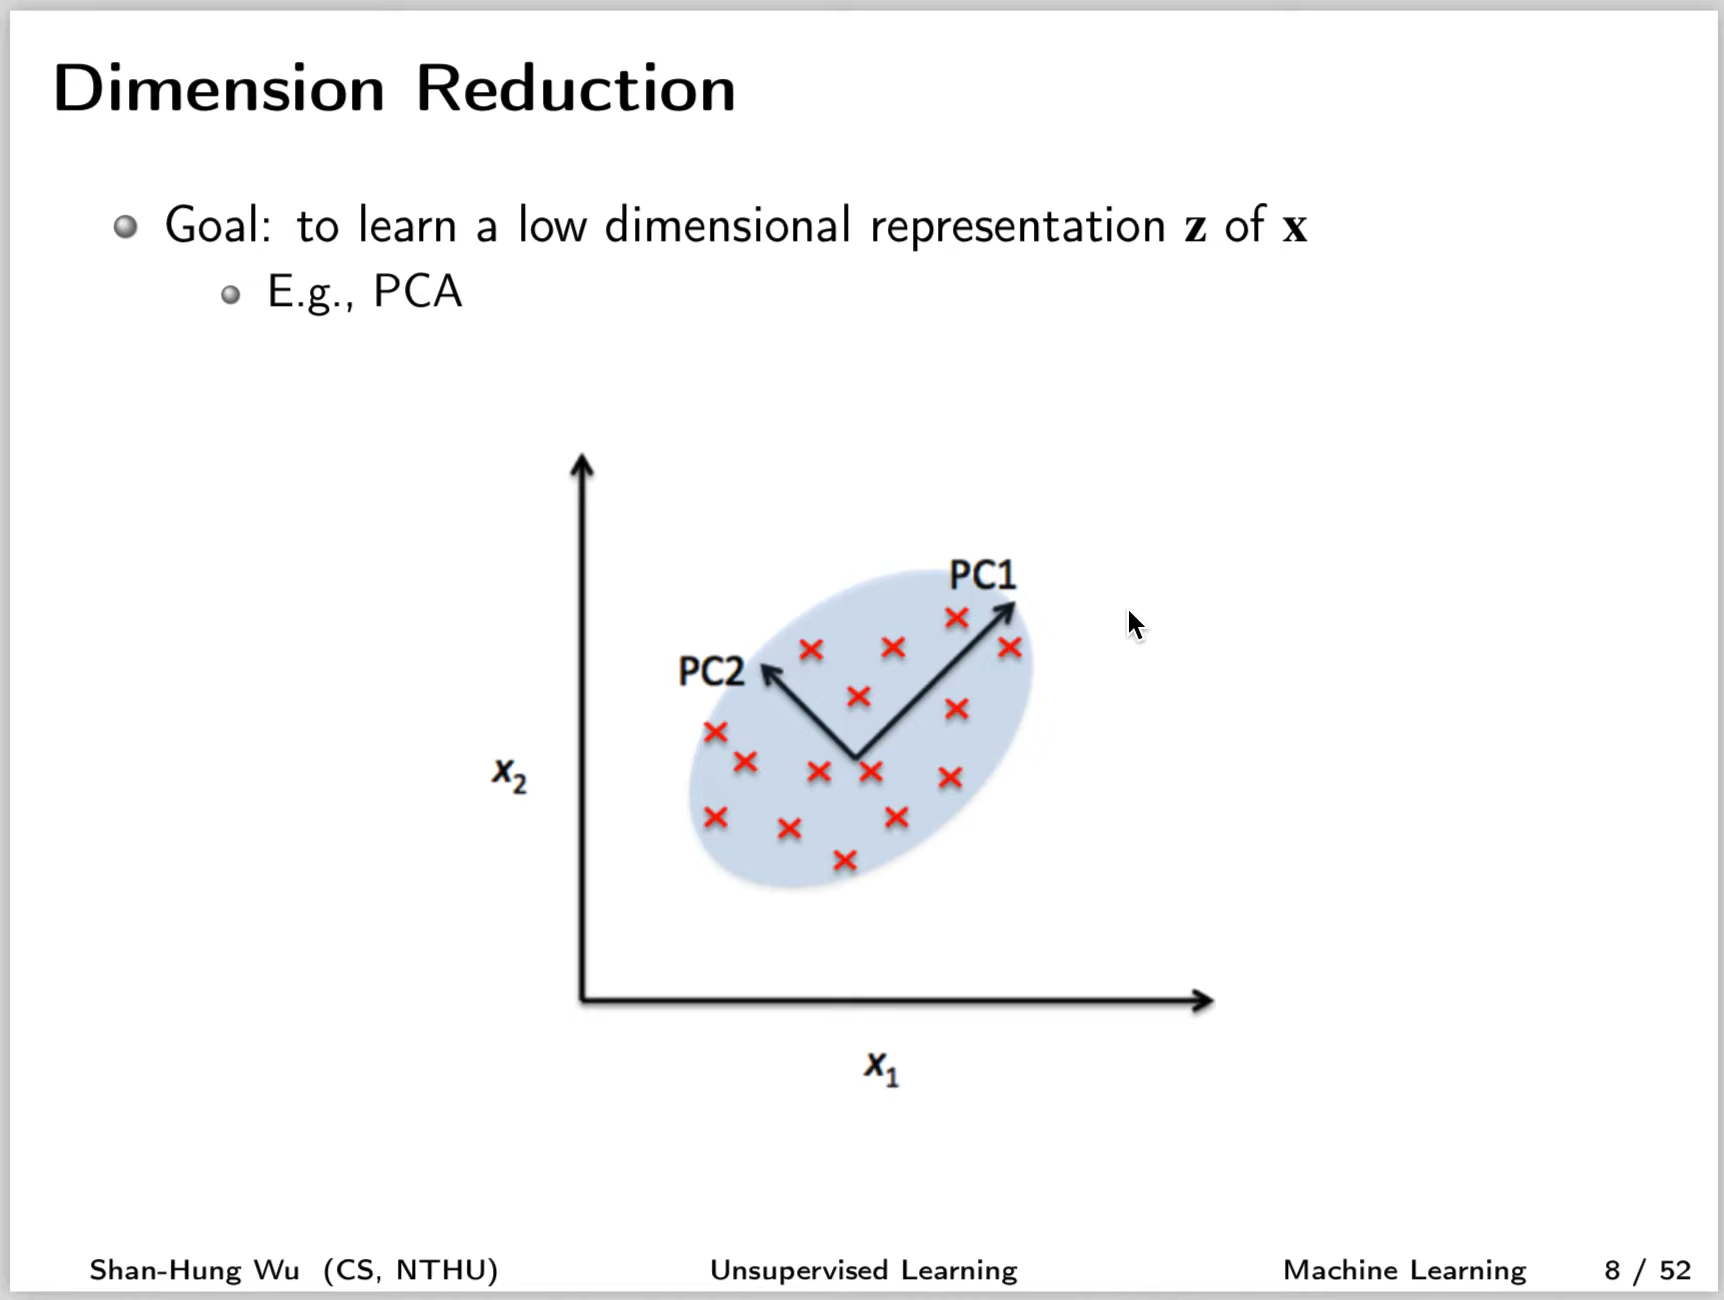 Dimension Reduction
Goal: to learn a low dimensional representation z of x
E.g., PCA
PC1
PC2
x₂
x₁
Shan-Hung Wu (CS, NTHU) Unsupervised Learning Machine Learning 8 / 52